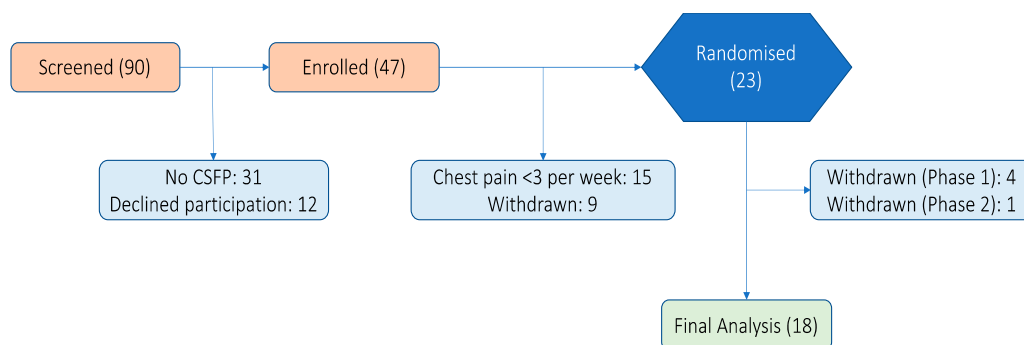 Screened (90)
Enrolled (47)
Randomised
(23)
No CSFP: 31
Declined participation: 12
Chest pain <3 per week: 15
Withdrawn: 9
Withdrawn (Phase 1): 4
Withdrawn (Phase 2): 1
Final Analysis (18)